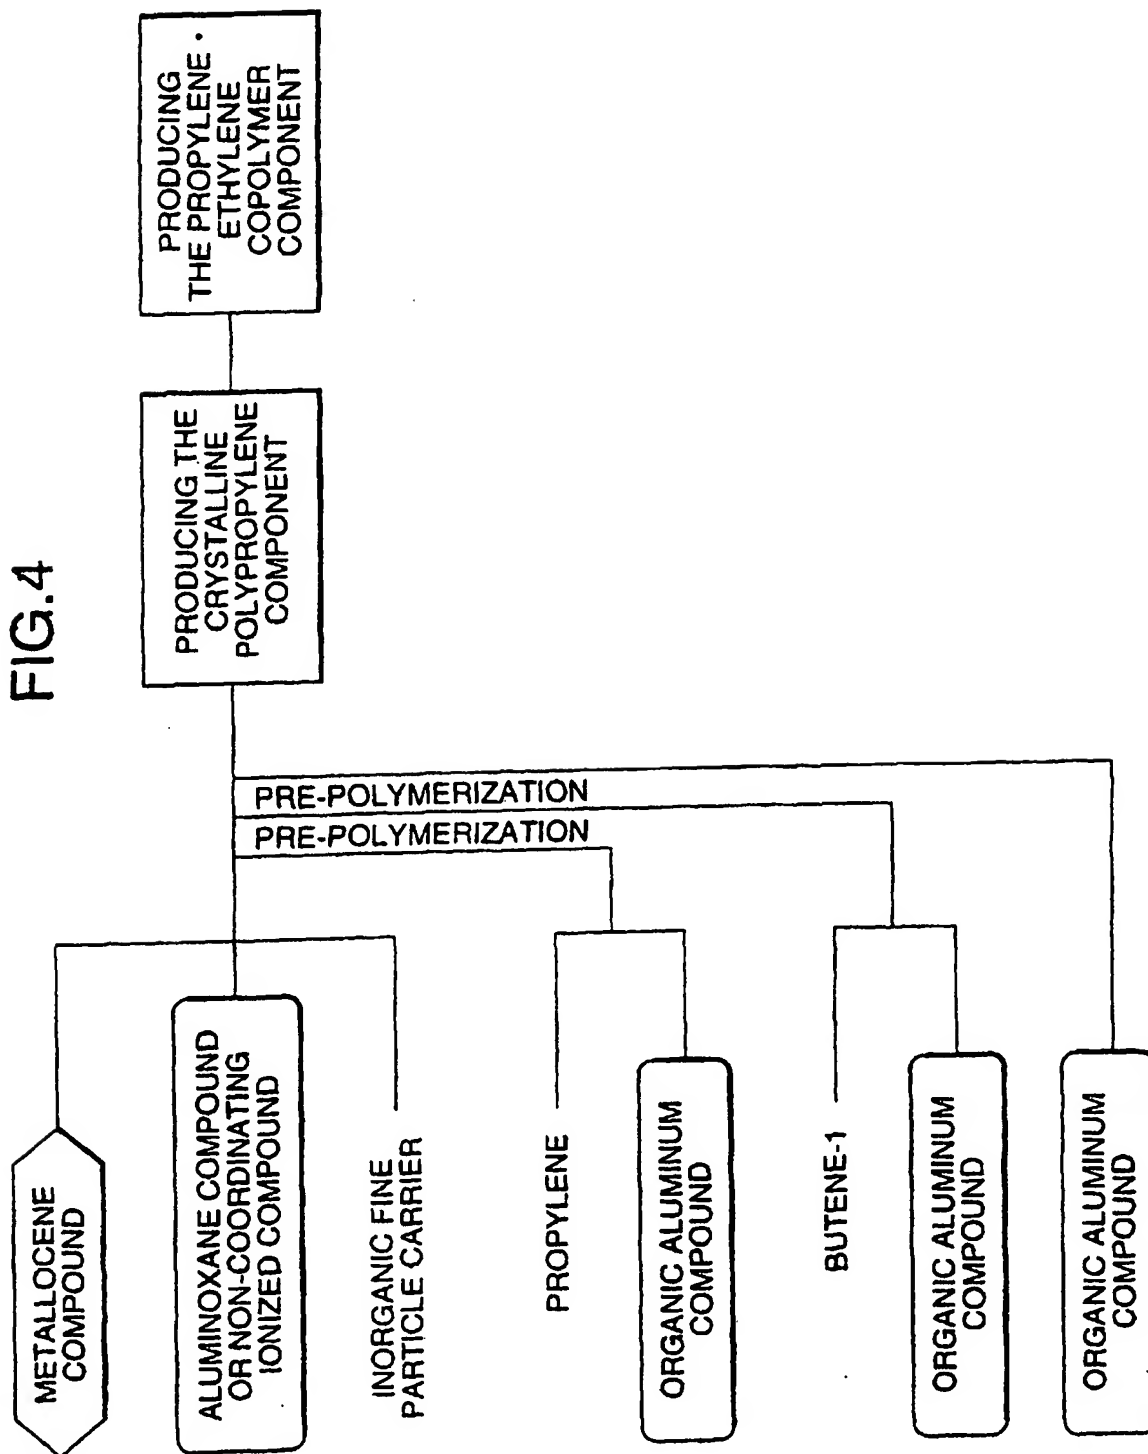 FIG.4
METALLOCENE
COMPOUND
ALUMINOXANE COMPOUND
OR NON-COORDINATING
IONIZED COMPOUND
INORGANIC FINE
PARTICLE CARRIER
PROPYLENE
ORGANIC ALUMINUM
COMPOUND
BUTENE-1
ORGANIC ALUMINUM
COMPOUND
ORGANIC ALUMINUM
COMPOUND
PRE-POLYMERIZATION
PRE-POLYMERIZATION
PRODUCING THE
CRYSTALLINE
POLYPROPYLENE
COMPONENT
PRODUCING
THE PROPYLENE ·
ETHYLENE
COPOLYMER
COMPONENT